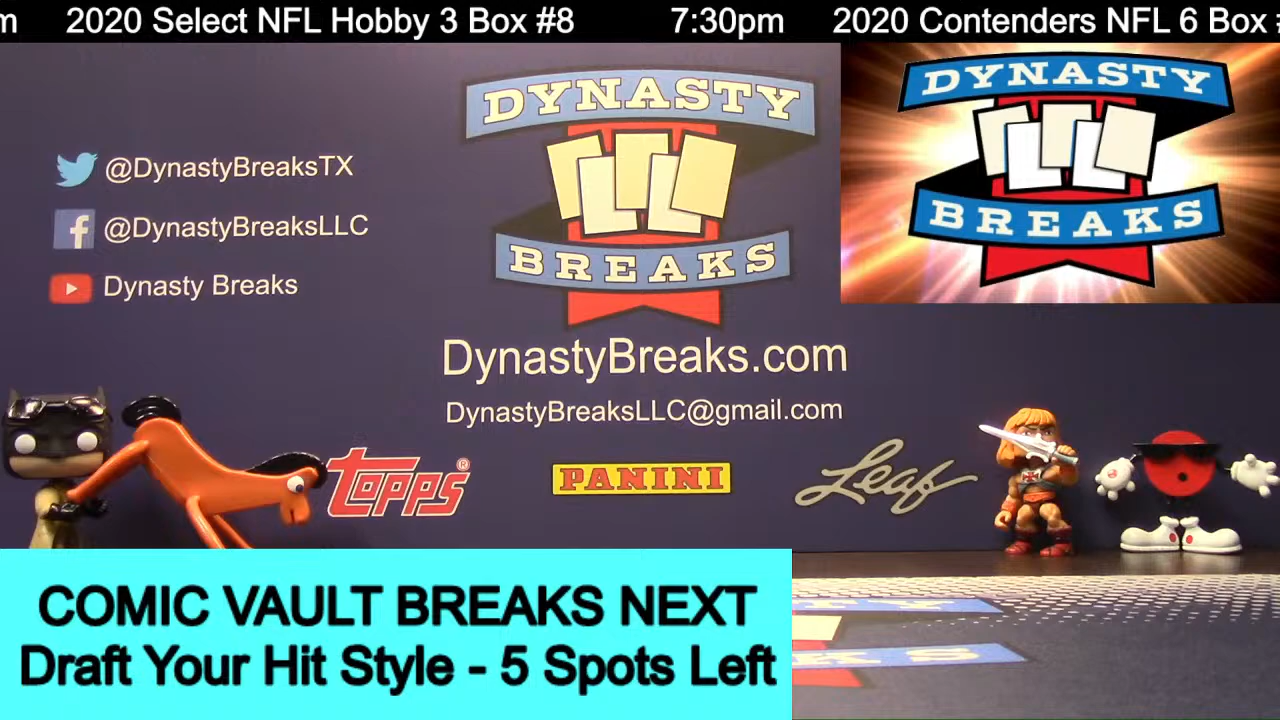 m 2020 Select NFL Hobby 3 Box #8 7:30pm 2020 Contenders NFL 6 Box #
DYNASTY
BREAKS
DYNASTY
BREAKS
@DynastyBreaksTX
@DynastyBreaksLLC
Dynasty Breaks
DynastyBreaks.com
DynastyBreaksLLC@gmail.com
TOPPS®
PANINI
Leaf
COMIC VAULT BREAKS NEXT
Draft Your Hit Style - 5 Spots Left